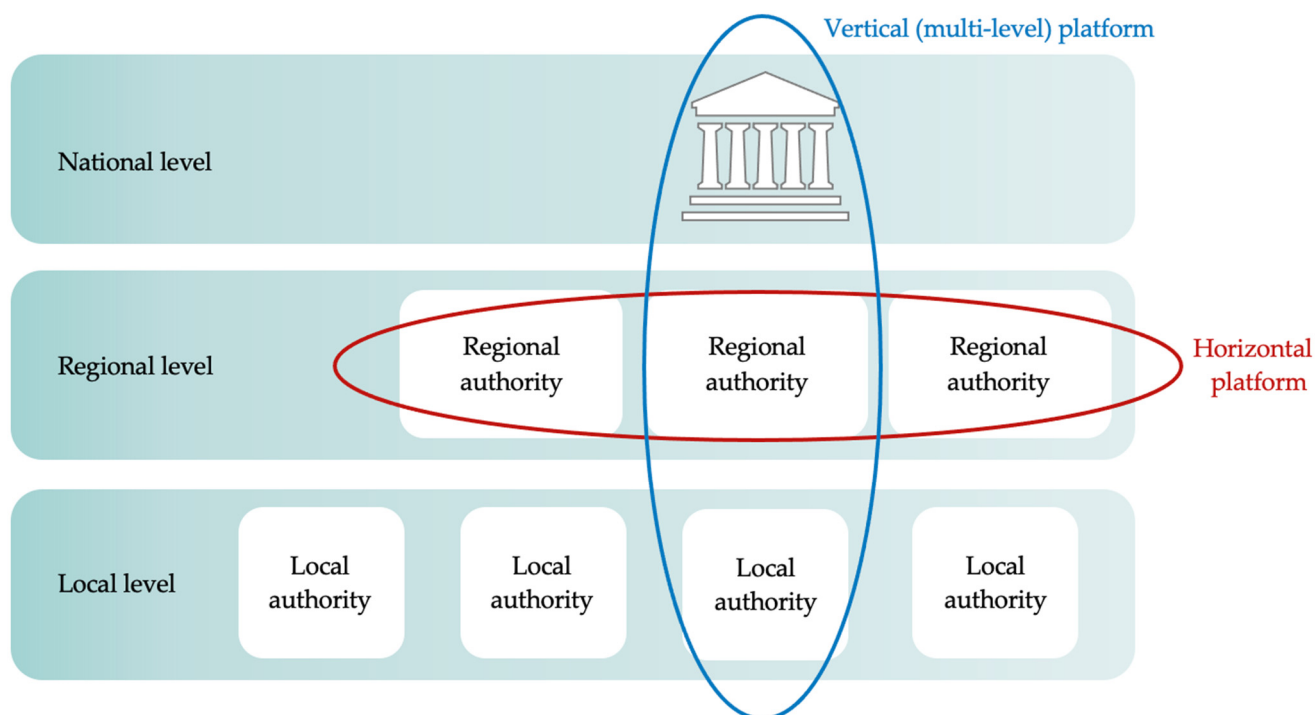 Vertical (multi-level) platform
National level
Regional level
Regional
authority
Regional
authority
Regional
authority
Horizontal
platform
Local level
Local
authority
Local
authority
Local
authority
Local
authority